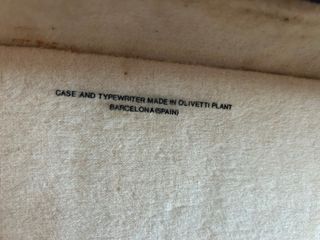 CASE AND TYPEWRITER MADE IN OLIVETTI PLANT
BARCELONA(SPAIN)